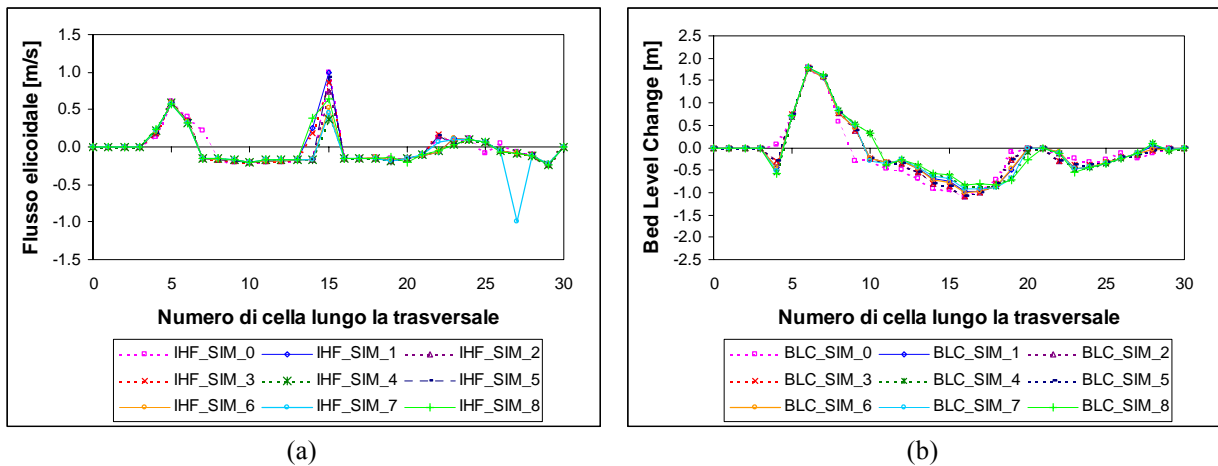 1.5
1.0
0.5
0.0
-0.5
-1.0
-1.5
Flusso elicoidale [m/s]
0 5 10 15 20 25 30
Numero di cella lungo la trasversale
IHF_SIM_0 IHF_SIM_1 IHF_SIM_2
IHF_SIM_3 IHF_SIM_4 IHF_SIM_5
IHF_SIM_6 IHF_SIM_7 IHF_SIM_8
(a)
2.5
2.0
1.5
1.0
0.5
0.0
-0.5
-1.0
-1.5
-2.0
-2.5
Bed Level Change [m]
0 5 10 15 20 25 30
Numero di cella lungo la trasversale
BLC_SIM_0 BLC_SIM_1 BLC_SIM_2
BLC_SIM_3 BLC_SIM_4 BLC_SIM_5
BLC_SIM_6 BLC_SIM_7 BLC_SIM_8
(b)